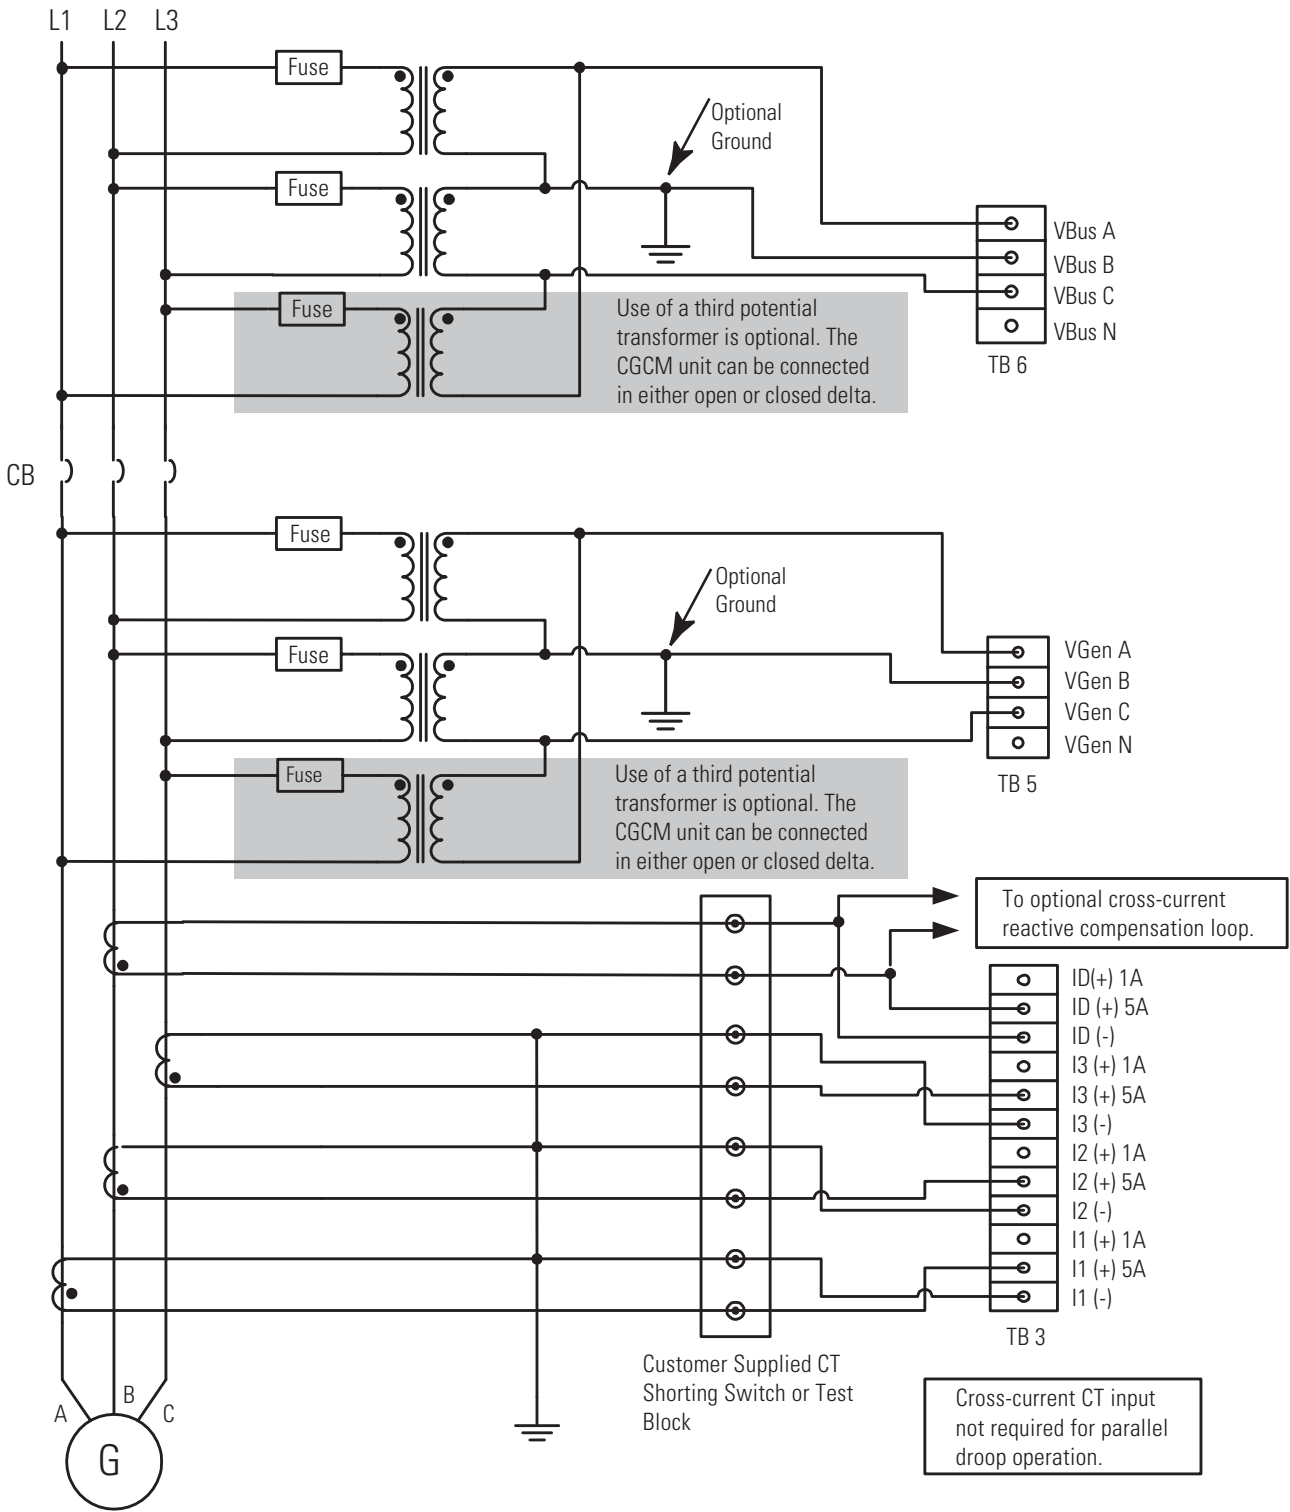 L1 L2 L3
Fuse
Optional
Ground
Fuse
VBus A
VBus B
VBus C
VBus N
TB 6
Fuse
Use of a third potential
transformer is optional. The
CGCM unit can be connected
in either open or closed delta.
CB
Fuse
Optional
Ground
Fuse
VGen A
VGen B
VGen C
VGen N
TB 5
Fuse
Use of a third potential
transformer is optional. The
CGCM unit can be connected
in either open or closed delta.
To optional cross-current
reactive compensation loop.
ID(+) 1A
ID (+) 5A
ID (-)
I3 (+) 1A
I3 (+) 5A
I3 (-)
I2 (+) 1A
I2 (+) 5A
I2 (-)
I1 (+) 1A
I1 (+) 5A
I1 (-)
TB 3
Customer Supplied CT
Shorting Switch or Test
Block
Cross-current CT input
not required for parallel
droop operation.
A B C
G